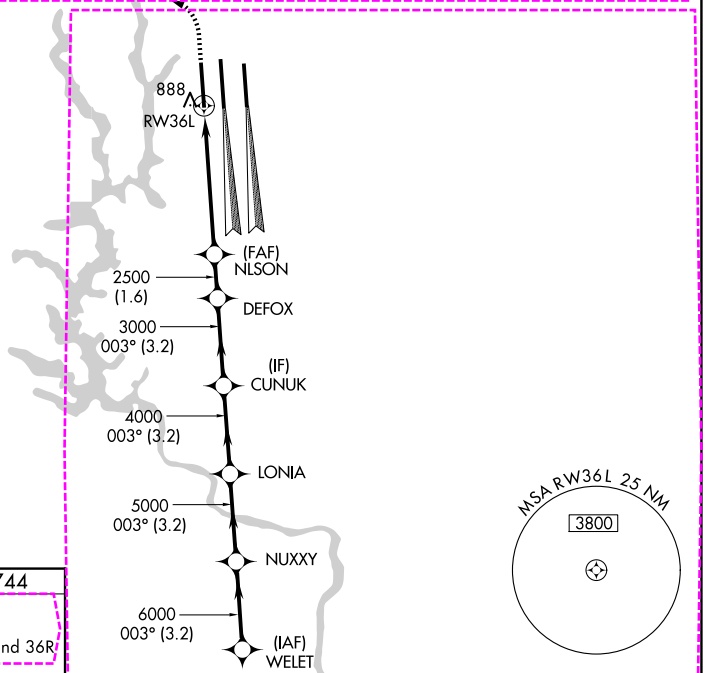 888
RW36L
(FAF)
NLSON
2500
(1.6)
DEFOX
3000
003° (3.2)
(IF)
CUNUK
4000
003° (3.2)
LONIA
MSA RW36L 25 NM
3800
5000
003° (3.2)
NUXXY
744
6000
003° (3.2)
nd 36R
(IAF)
WELET